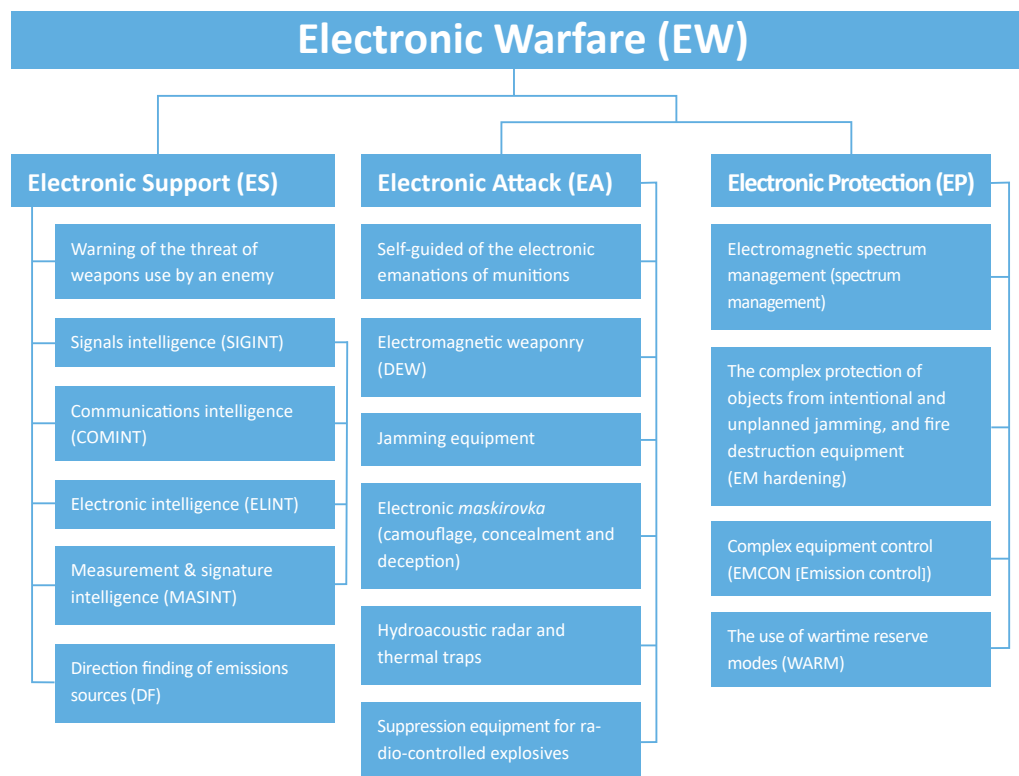 Electronic Warfare (EW)
Electronic Support (ES)
Warning of the threat of
weapons use by an enemy
Signals intelligence (SIGINT)
Communications intelligence
(COMINT)
Electronic intelligence (ELINT)
Measurement & signature
intelligence (MASINT)
Direction finding of emissions
sources (DF)
Electronic Attack (EA)
Self-guided of the electronic
emanations of munitions
Electromagnetic weaponry
(DEW)
Jamming equipment
Electronic maskirovka
(camouflage, concealment and
deception)
Hydroacoustic radar and
thermal traps
Suppression equipment for ra-
dio-controlled explosives
Electronic Protection (EP)
Electromagnetic spectrum
management (spectrum
management)
The complex protection of
objects from intentional and
unplanned jamming, and fire
destruction equipment
(EM hardening)
Complex equipment control
(EMCON [Emission control])
The use of wartime reserve
modes (WARM)